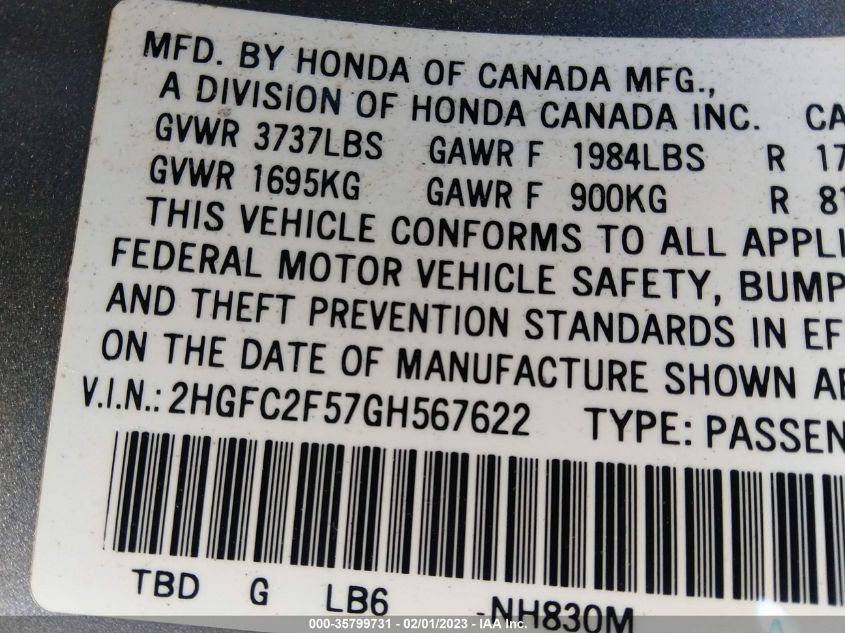 MFD. BY HONDA OF CANADA MFG.,
A DIVISION OF HONDA CANADA INC. CA
GVWR 3737LBS GAWR F 1984LBS R 17
GVWR 1695KG GAWR F 900KG R 81
THIS VEHICLE CONFORMS TO ALL APPLI
FEDERAL MOTOR VEHICLE SAFETY, BUMP
AND THEFT PREVENTION STANDARDS IN EF
ON THE DATE OF MANUFACTURE SHOWN AB
V.I.N.: 2HGFC2F57GH567622 TYPE: PASSEN
TBD G LB6 -NH830M A
000-35799731 - 02/01/2023 - IAA Inc.